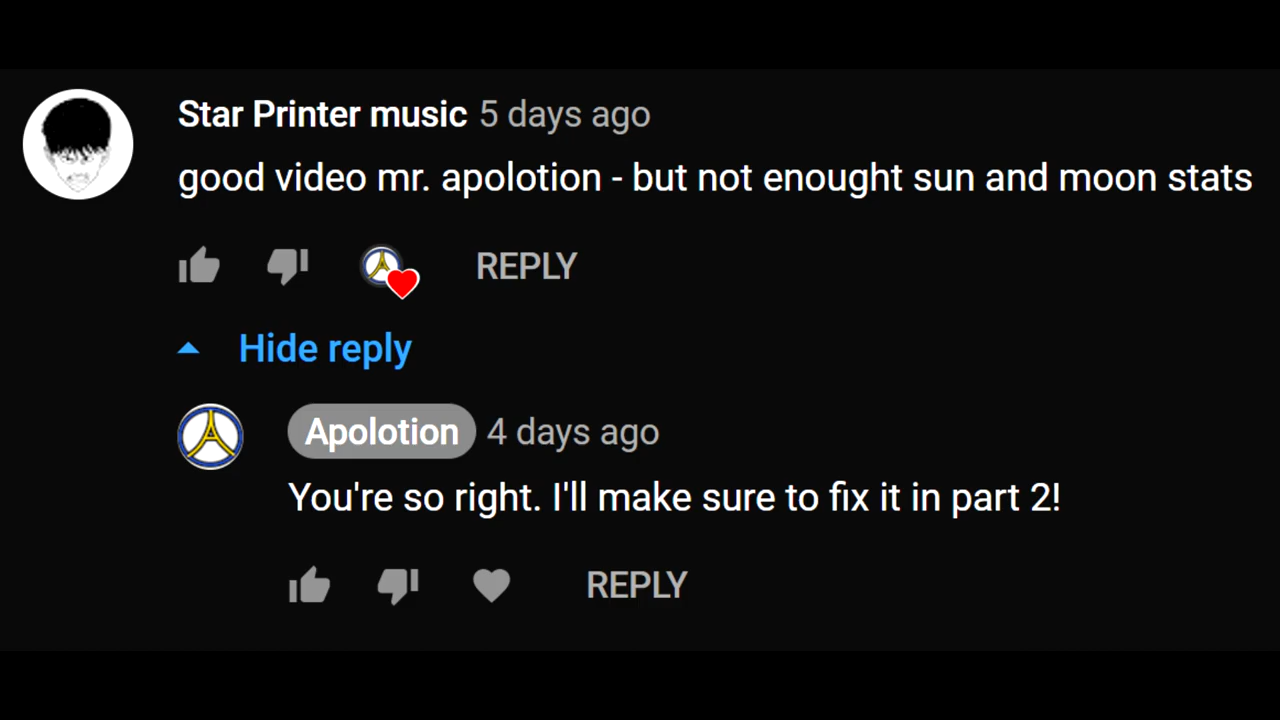 Star Printer music 5 days ago
good video mr. apolotion - but not enought sun and moon stats
REPLY
Hide reply
Apolotion 4 days ago
You're so right. I'll make sure to fix it in part 2!
REPLY